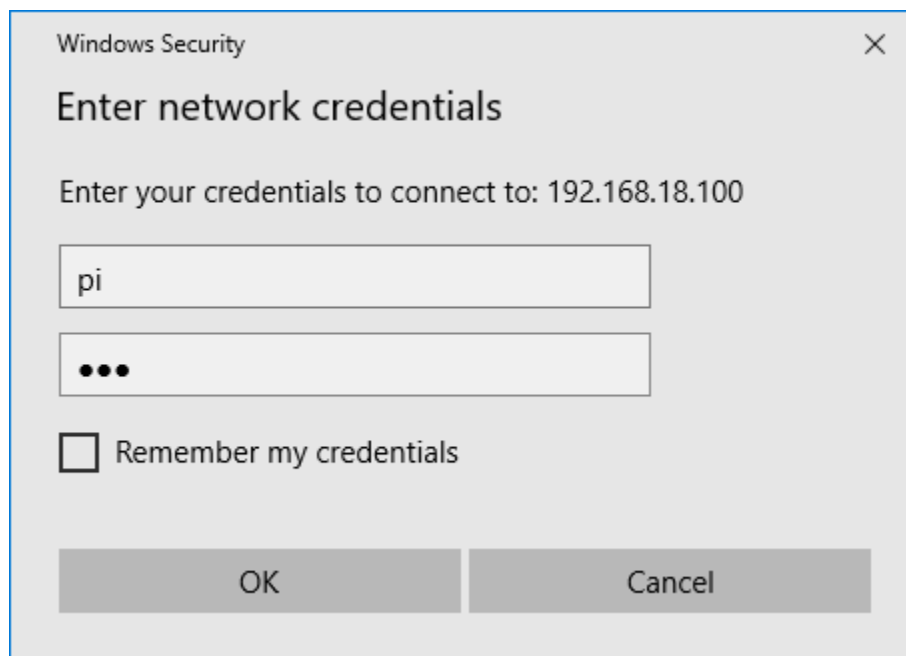 Windows Security
Enter network credentials
Enter your credentials to connect to: 192.168.18.100
pi
●●●
Remember my credentials
OK
Cancel